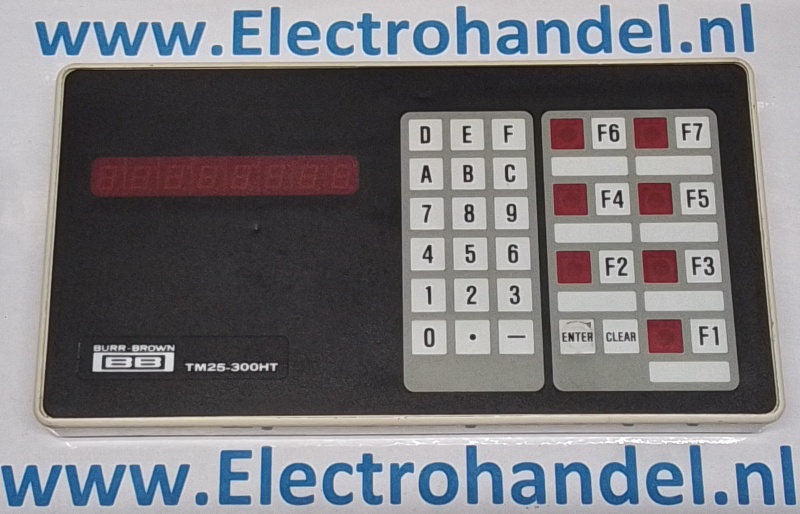 www.Electrohandel.nl
D E F
A B C
7 8 9
4 5 6
1 2 3
0 • —
F6 F7
F4 F5
F2 F3
ENTER CLEAR F1
BURR-BROWN
BB
TM25-300HT
www.Electrohandel.nl